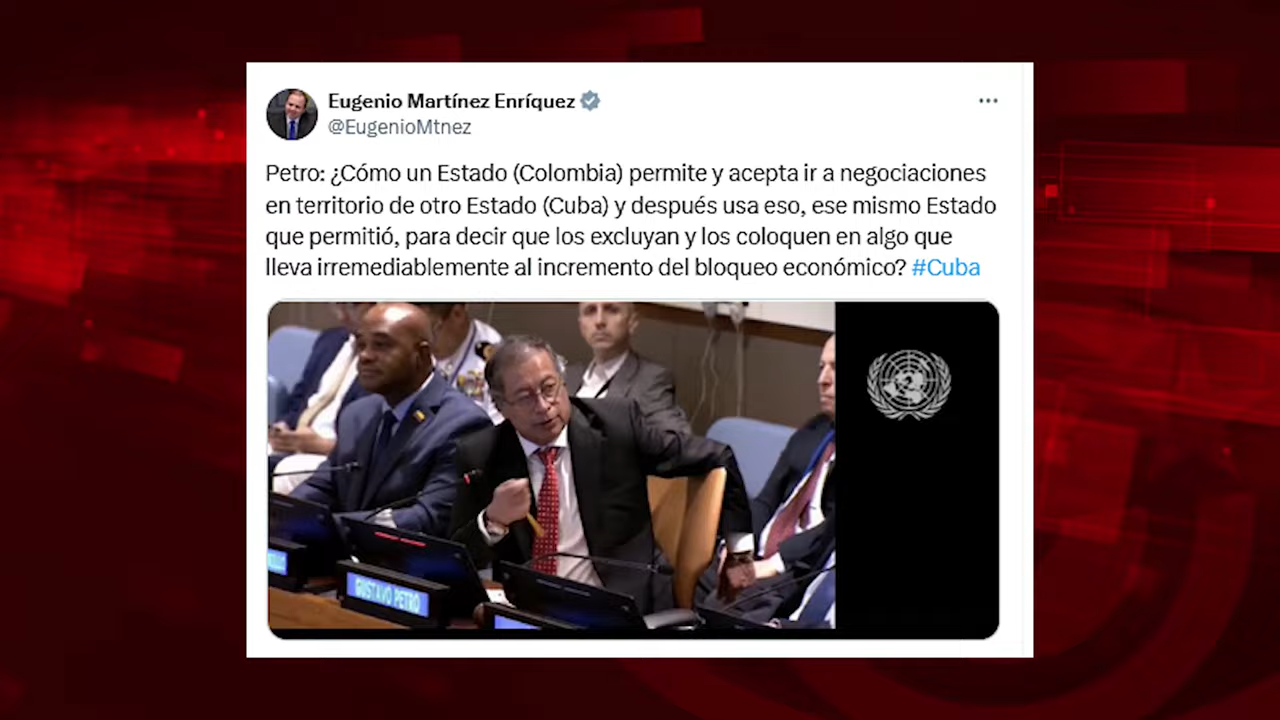 Eugenio Martínez Enríquez
@EugenioMtnez
Petro: ¿Cómo un Estado (Colombia) permite y acepta ir a negociaciones
en territorio de otro Estado (Cuba) y después usa eso, ese mismo Estado
que permitió, para decir que los excluyan y los coloquen en algo que
lleva irremediablemente al incremento del bloqueo económico? #Cuba
GUSTAVO PETRO